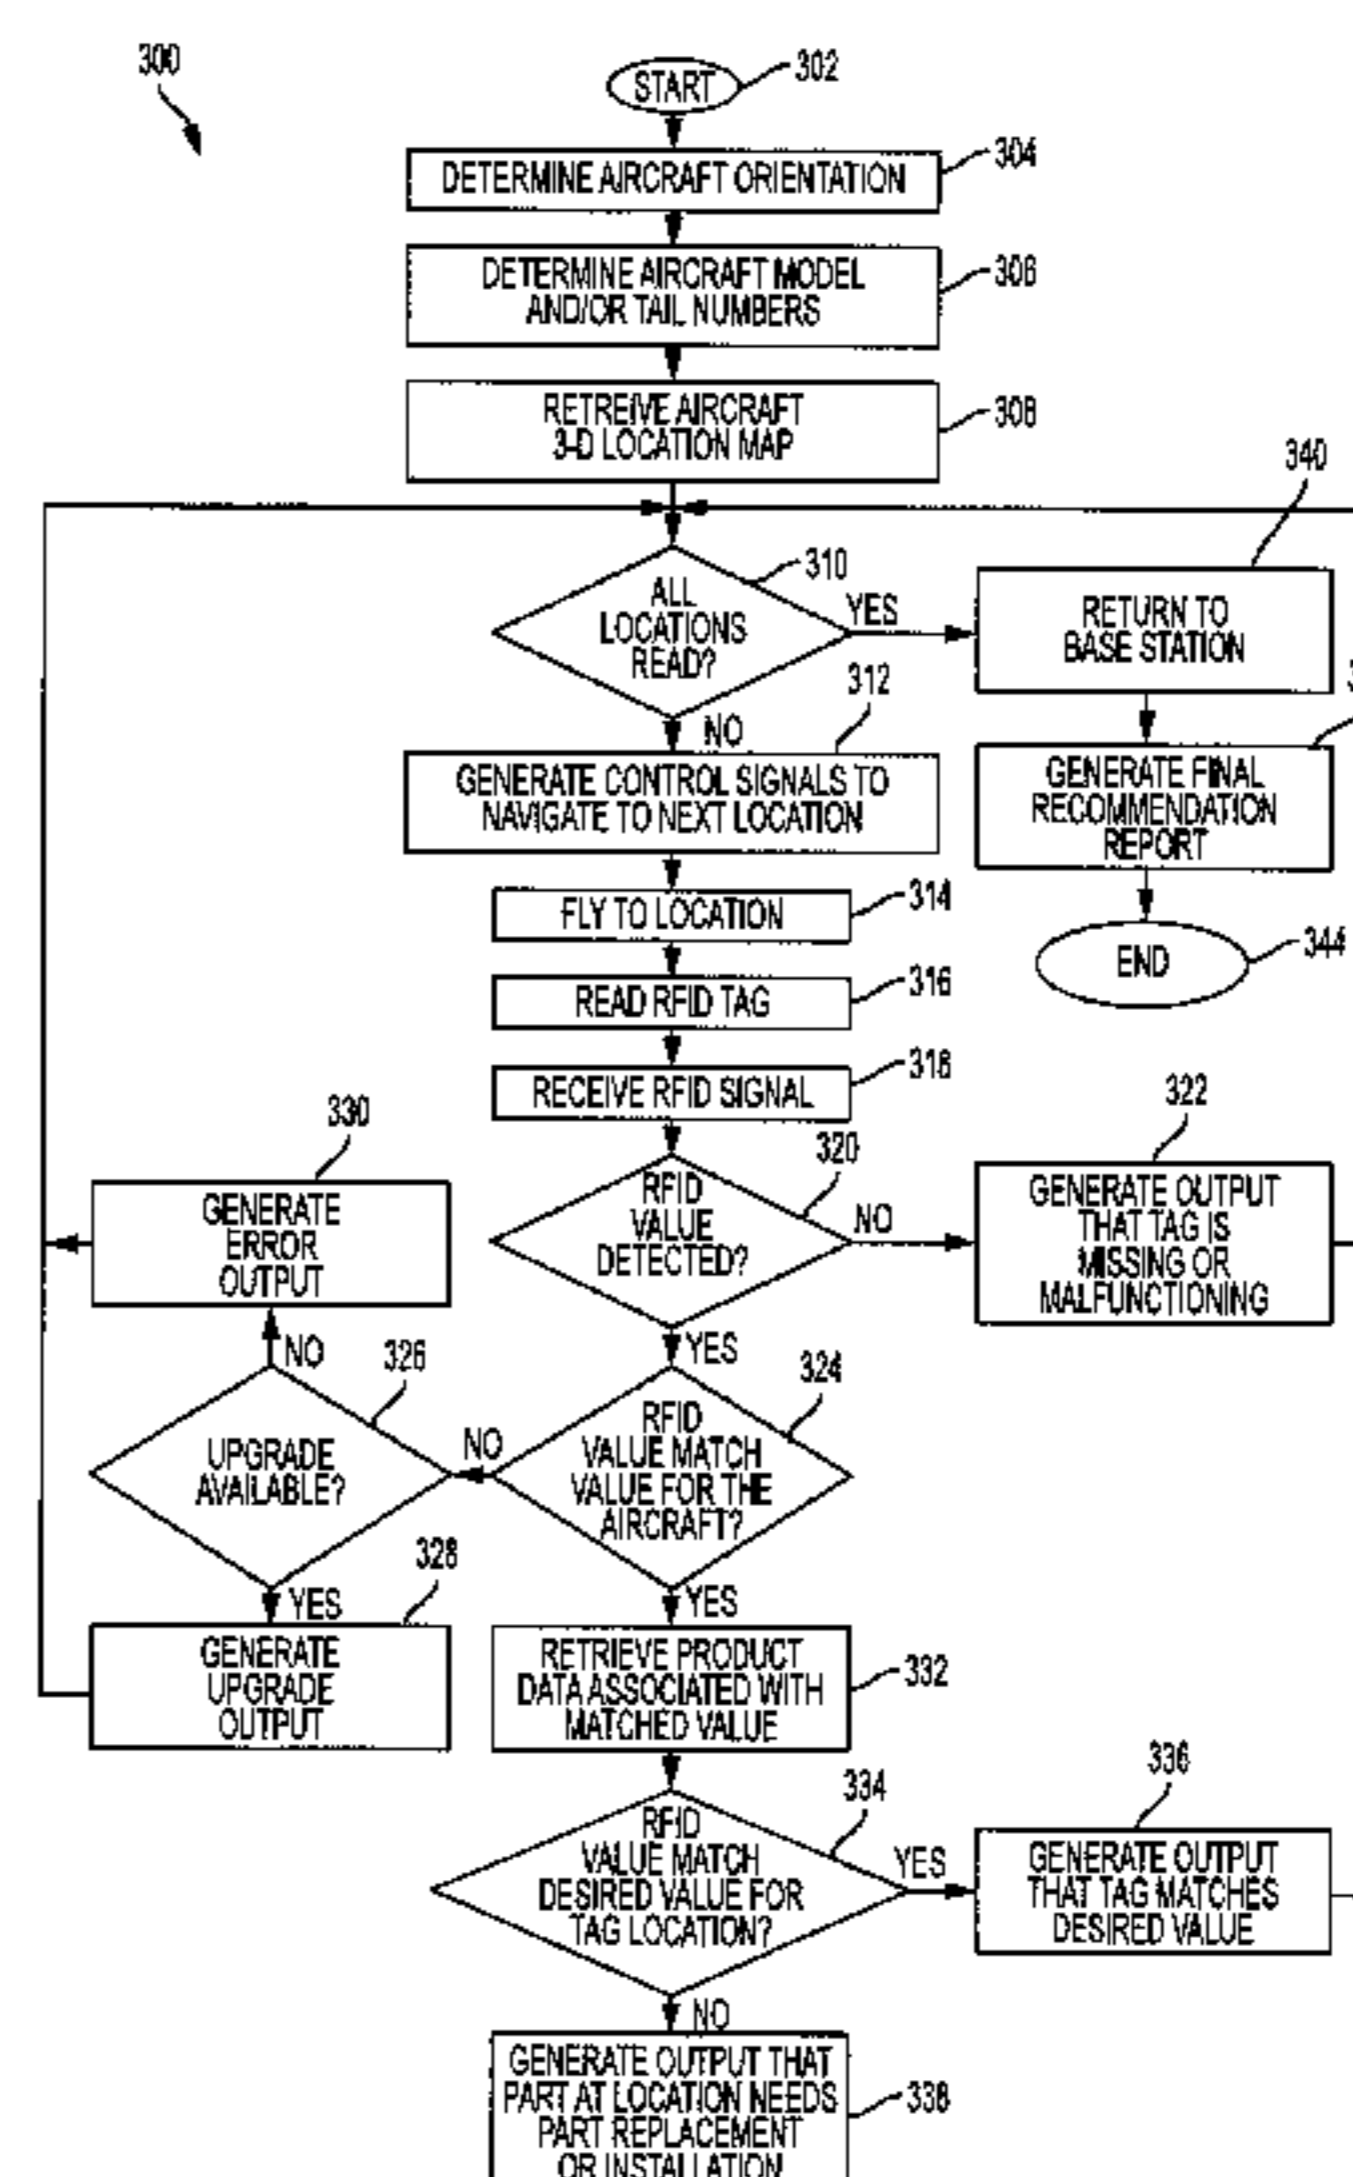 300
START
302
DETERMINE AIRCRAFT ORIENTATION
304
DETERMINE AIRCRAFT MODEL
AND/OR TAIL NUMBERS
306
RETREIVE AIRCRAFT
3-D LOCATION MAP
308
340
310
ALL
LOCATIONS
READ?
YES
RETURN TO
BASE STATION
312
NO
GENERATE CONTROL SIGNALS TO
NAVIGATE TO NEXT LOCATION
GENERATE FINAL
RECOMMENDATION
REPORT
FLY TO LOCATION
314
END
344
READ RFID TAG
316
RECEIVE RFID SIGNAL
318
330
322
320
GENERATE
ERROR
OUTPUT
RFID
VALUE
DETECTED?
NO
GENERATE OUTPUT
THAT TAG IS
MISSING OR
MALFUNCTIONING
NO
326
YES
324
UPGRADE
AVAILABLE?
NO
RFID
VALUE MATCH
VALUE FOR THE
AIRCRAFT?
328
YES
YES
GENERATE
UPGRADE
OUTPUT
RETRIEVE PRODUCT
DATA ASSOCIATED WITH
MATCHED VALUE
332
336
334
RFID
VALUE MATCH
DESIRED VALUE FOR
TAG LOCATION?
YES
GENERATE OUTPUT
THAT TAG MATCHES
DESIRED VALUE
NO
GENERATE OUTPUT THAT
PART AT LOCATION NEEDS
PART REPLACEMENT
OR INSTALLATION
338